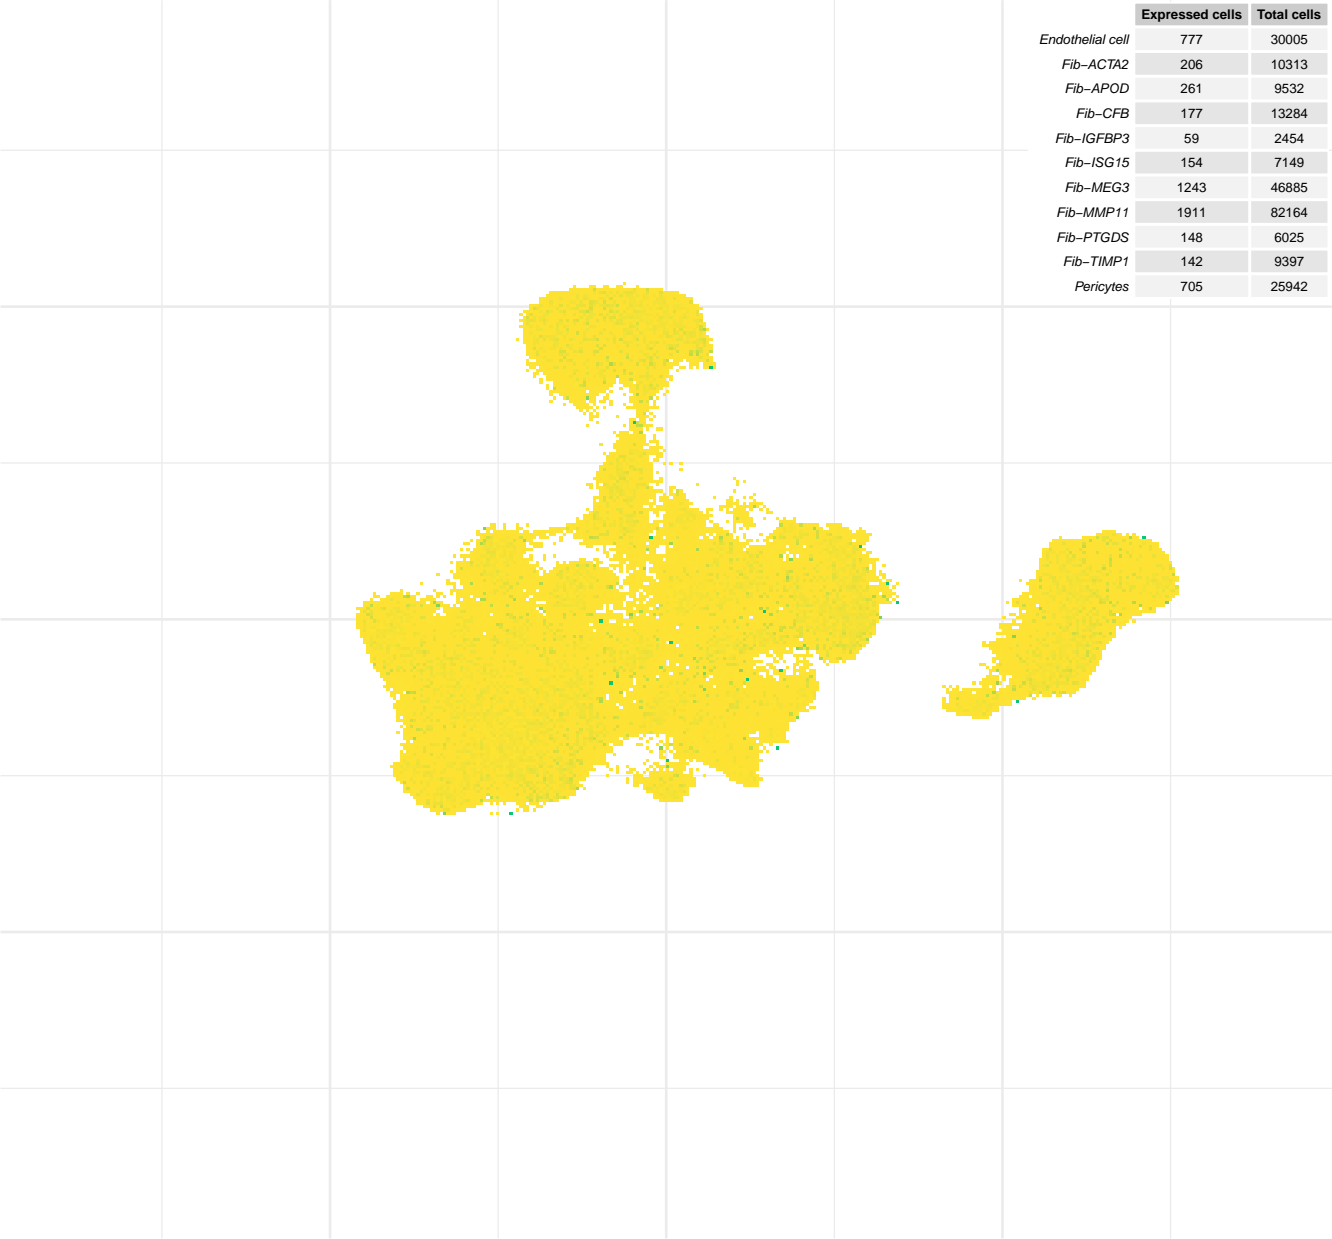 Expressed cells Total cells
Endothelial cell 777 30005
Fib−ACTA2 206 10313
Fib−APOD 261 9532
Fib−CFB 177 13284
Fib−IGFBP3 59 2454
Fib−ISG15 154 7149
Fib−MEG3 1243 46885
Fib−MMP11 1911 82164
Fib−PTGDS 148 6025
Fib−TIMP1 142 9397
Pericytes 705 25942